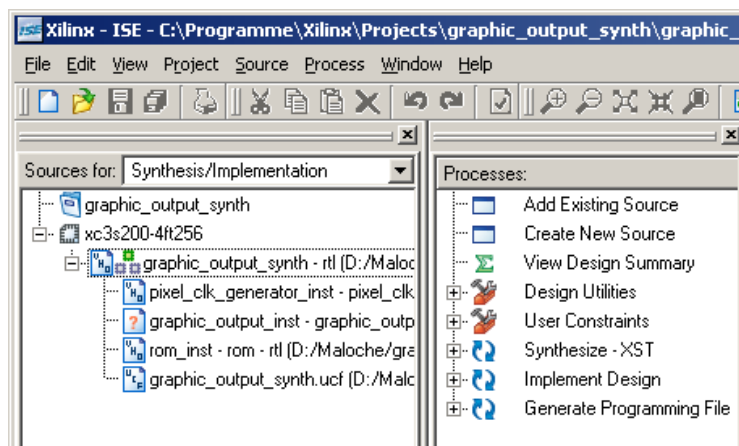 ISE Xilinx - ISE - C:\Programme\Xilinx\Projects\graphic_output_synth\graphic_
File Edit View Project Source Process Window Help
Sources for: Synthesis/Implementation
graphic_output_synth
xc3s200-4ft256
graphic_output_synth - rtl (D:/Maloc
pixel_clk_generator_inst - pixel_clk
graphic_output_inst - graphic_outp
rom_inst - rom - rtl (D:/Maloche/gra
graphic_output_synth.ucf (D:/Malc
Processes:
Add Existing Source
Create New Source
View Design Summary
Design Utilities
User Constraints
Synthesize - XST
Implement Design
Generate Programming File